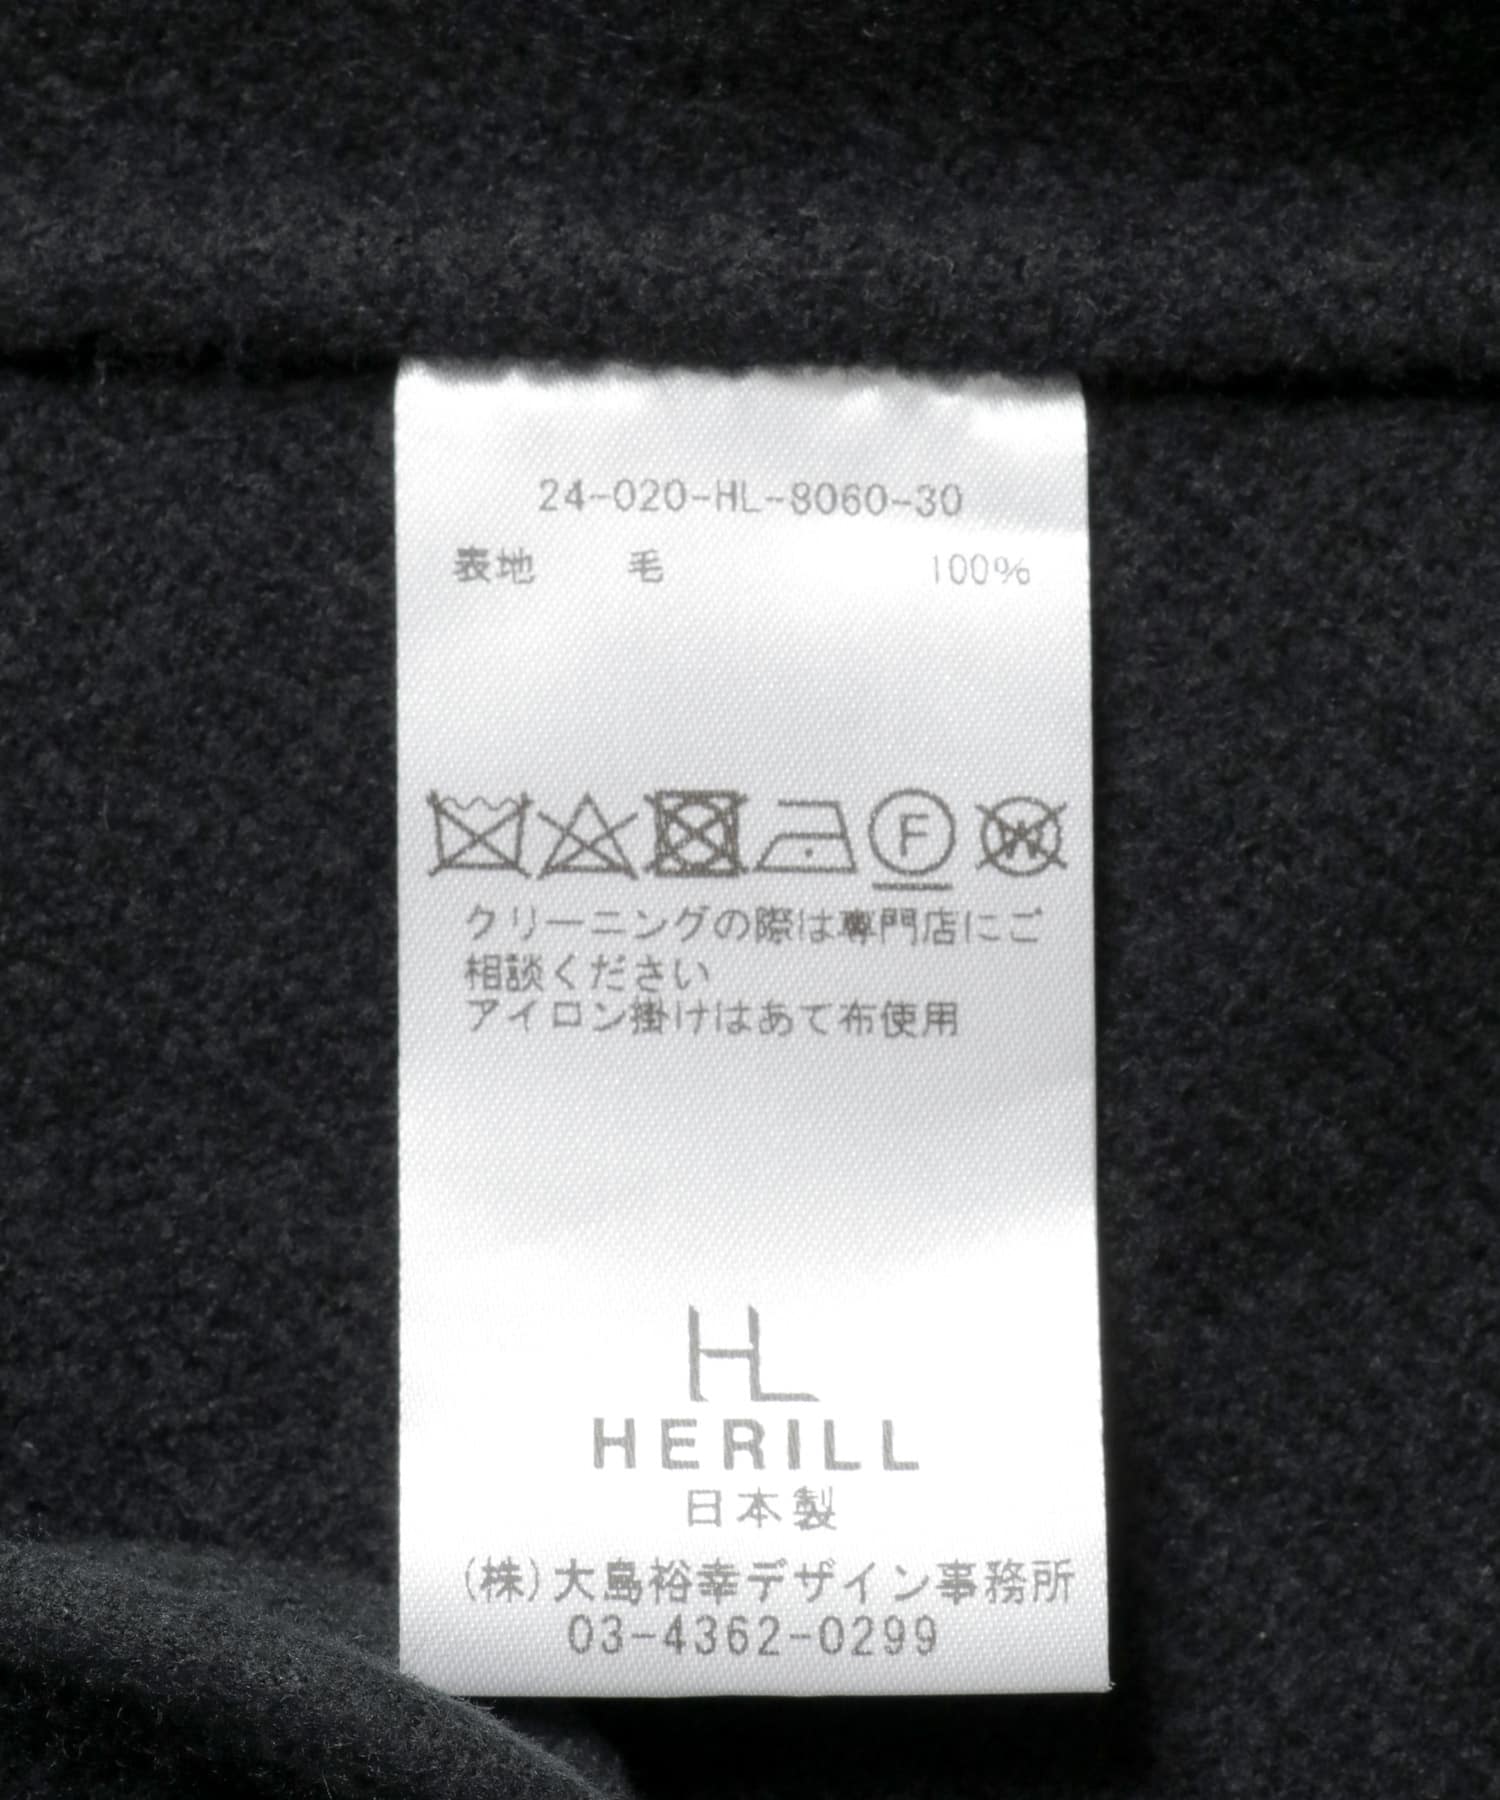 24-020-HL-8060-30
表地 毛 100%
F W
クリーニングの際は専門店にご
相談ください
アイロン掛けはあて布使用
HL
HERILL
日本製
(株)大島裕幸デザイン事務所
03-4362-0299